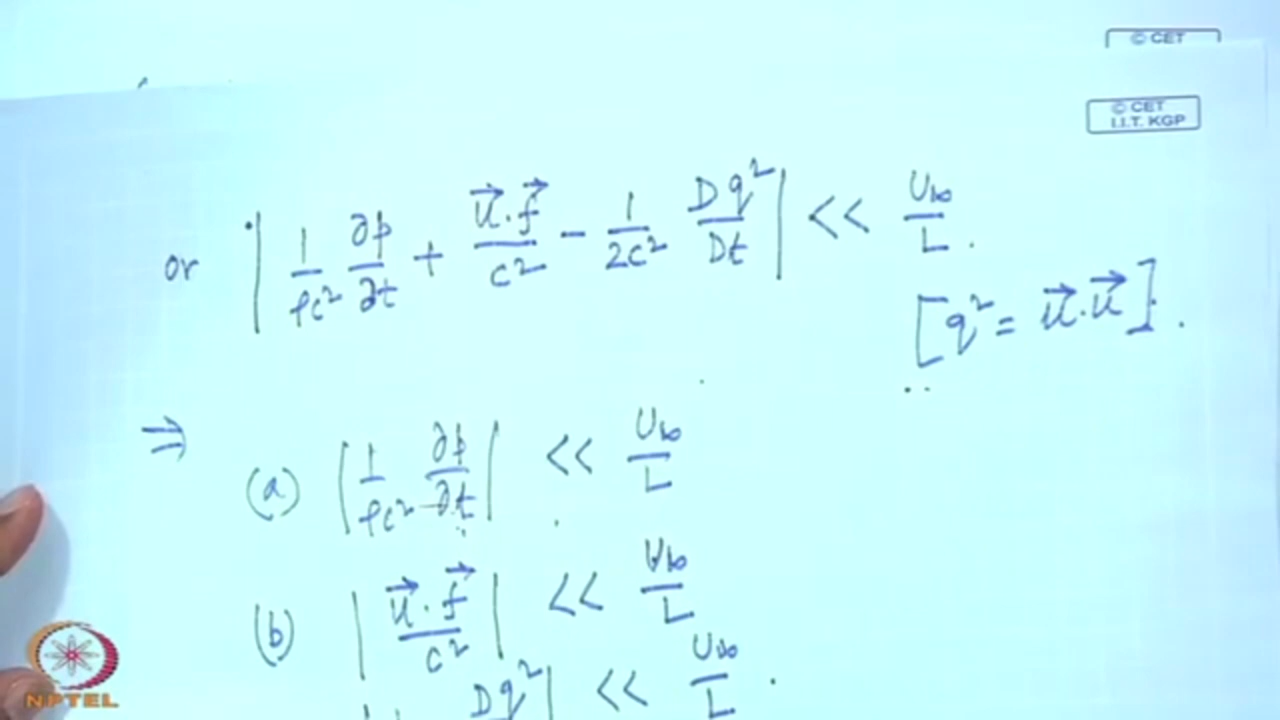 © CET
© CET
I.I.T. KGP
or | 1/ρc² ∂p/∂t + u⃗.f⃗/c² − 1/2c² Dq²/Dt | << U∞/L .
[q² = u⃗.u⃗] .
⇒
(a) | 1/ρc² ∂p/∂t | << U∞/L
(b) | u⃗.f⃗/c² | << U∞/L
Dq² | << U∞/L .
NPTEL